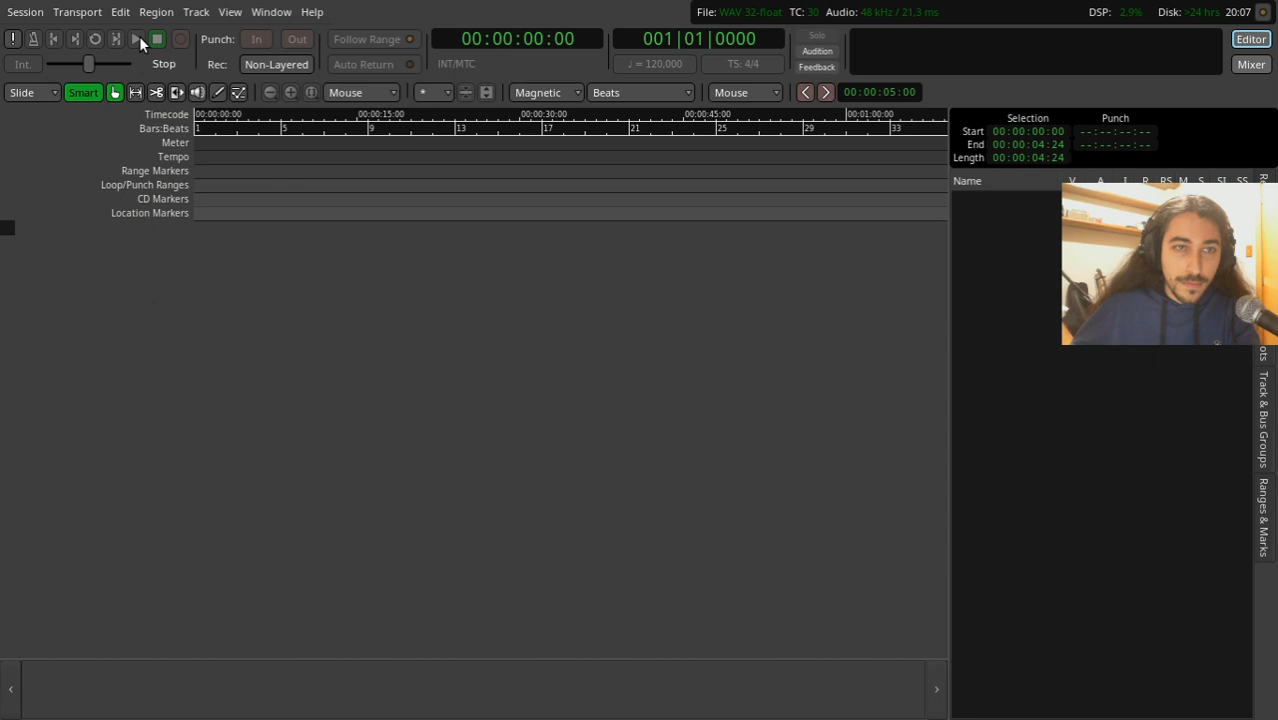 Session Transport Edit Region Track View Window Help
File: WAV 32-float TC: 30 Audio: 48 kHz / 21,3 ms DSP: 2,9% Disk: >24 hrs 20:07
Punch: In Out Follow Range 00:00:00:00 001|01|0000 Solo Editor
Audition
Int. Stop Rec: Non-Layered Auto Return INT/MTC ♩ = 120,000 TS: 4/4 Feedback Mixer
Slide Smart Mouse * Magnetic Beats Mouse 00:00:05:00
Timecode 00:00:00:00 00:00:15:00 00:00:30:00 00:00:45:00 00:01:00:00
Bars:Beats 1 5 9 13 17 21 25 29 33
Meter
Tempo
Range Markers
Loop/Punch Ranges
CD Markers
Location Markers
Selection Punch
Start 00:00:00:00 --:--:--:--
End 00:00:04:24 --:--:--:--
Length 00:00:04:24
Name V A I R RS M S SI SS
Track & Bus Groups
Ranges & Marks